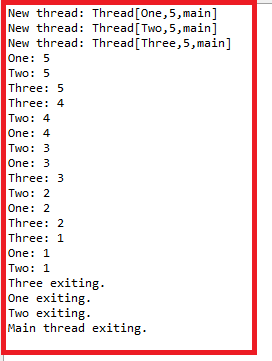 New thread: Thread[One,5,main]
New thread: Thread[Two,5,main]
New thread: Thread[Three,5,main]
One: 5
Two: 5
Three: 5
Three: 4
Two: 4
One: 4
Two: 3
One: 3
Three: 3
Two: 2
One: 2
Three: 2
Three: 1
One: 1
Two: 1
Three exiting.
One exiting.
Two exiting.
Main thread exiting.